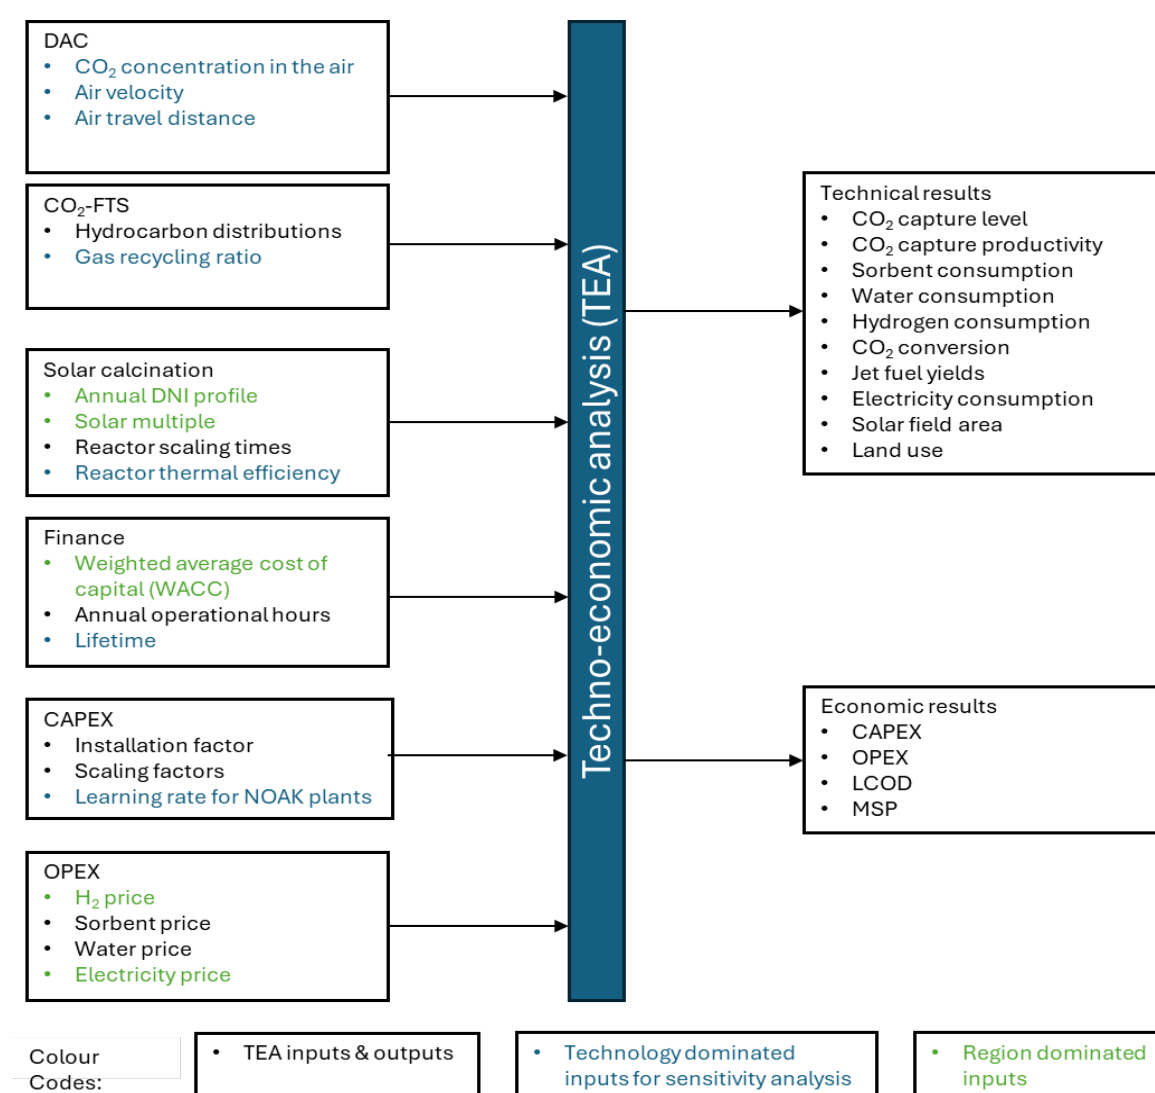 DAC
• CO₂ concentration in the air
• Air velocity
• Air travel distance
CO₂-FTS
• Hydrocarbon distributions
• Gas recycling ratio
Solar calcination
• Annual DNI profile
• Solar multiple
• Reactor scaling times
• Reactor thermal efficiency
Finance
• Weighted average cost of
capital (WACC)
• Annual operational hours
• Lifetime
CAPEX
• Installation factor
• Scaling factors
• Learning rate for NOAK plants
OPEX
• H₂ price
• Sorbent price
• Water price
• Electricity price
Techno-economic analysis (TEA)
Technical results
• CO₂ capture level
• CO₂ capture productivity
• Sorbent consumption
• Water consumption
• Hydrogen consumption
• CO₂ conversion
• Jet fuel yields
• Electricity consumption
• Solar field area
• Land use
Economic results
• CAPEX
• OPEX
• LCOD
• MSP
Colour
Codes:
• TEA inputs & outputs
• Technology dominated
inputs for sensitivity analysis
• Region dominated
inputs